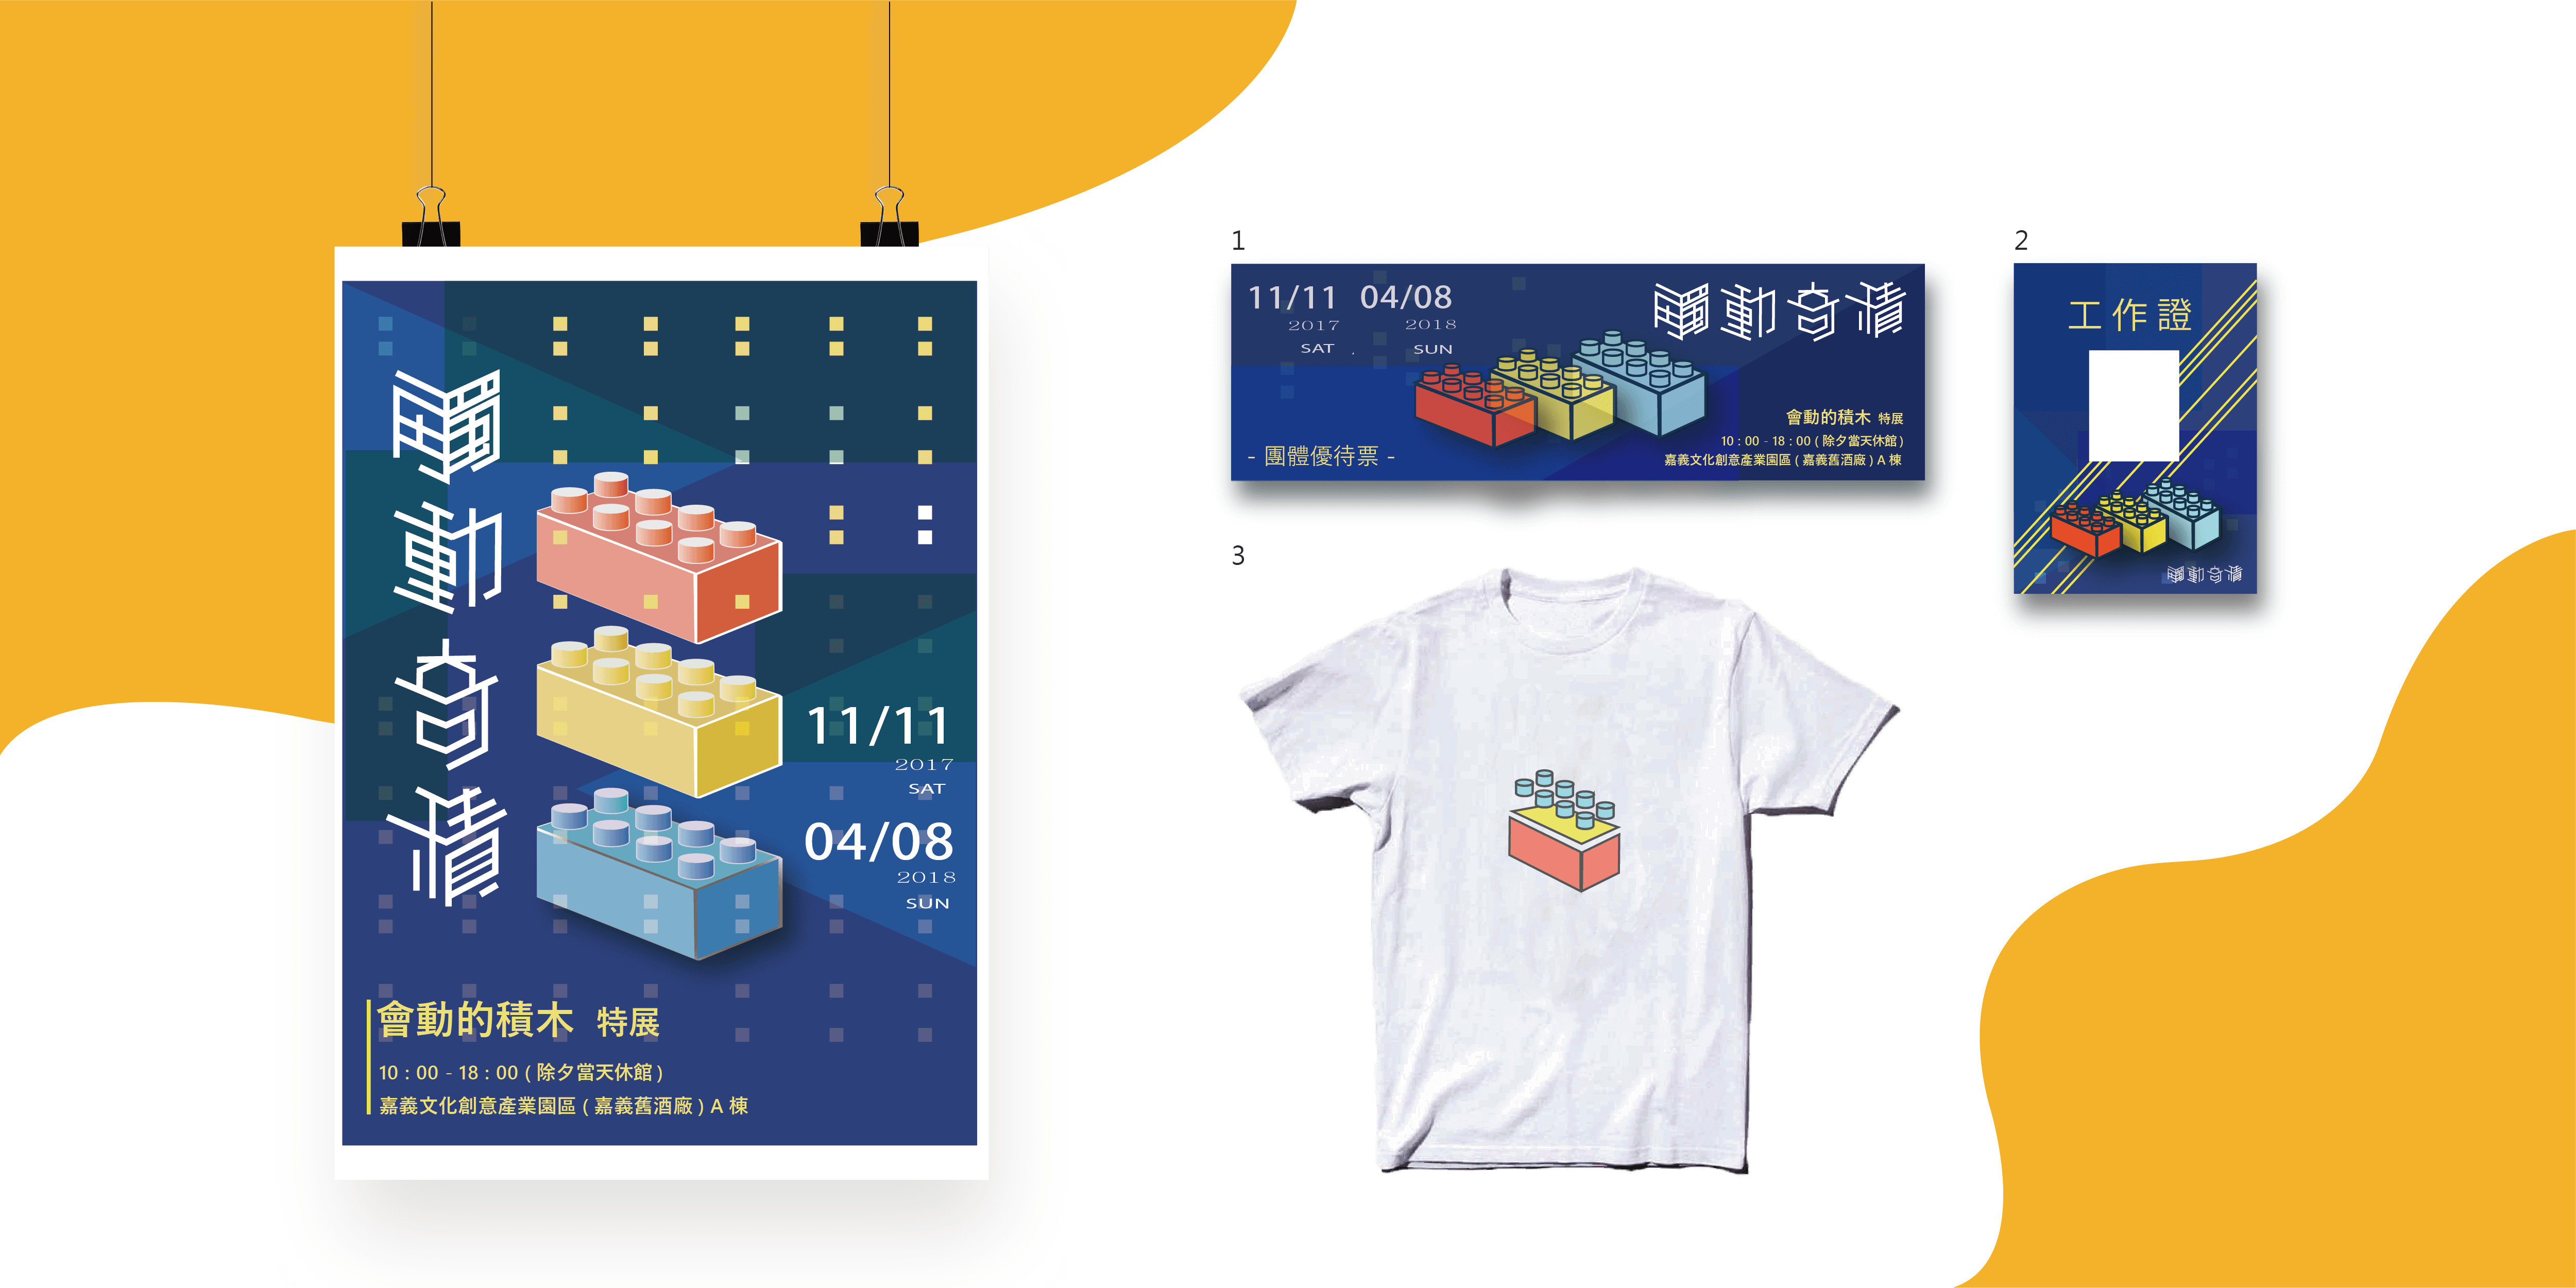 動
奇
積
11/11
2017
SAT
04/08
2018
SUN
會動的積木 特展
10 : 00 - 18 : 00 ( 除夕當天休館 )
嘉義文化創意產業園區 ( 嘉義舊酒廠 ) A 棟
1
11/11 04/08
2017 2018
SAT . SUN
動奇積
- 團體優待票 -
會動的積木 特展
10 : 00 - 18 : 00 ( 除夕當天休館 )
嘉義文化創意產業園區 ( 嘉義舊酒廠 ) A 棟
2
工作證
動奇積
3